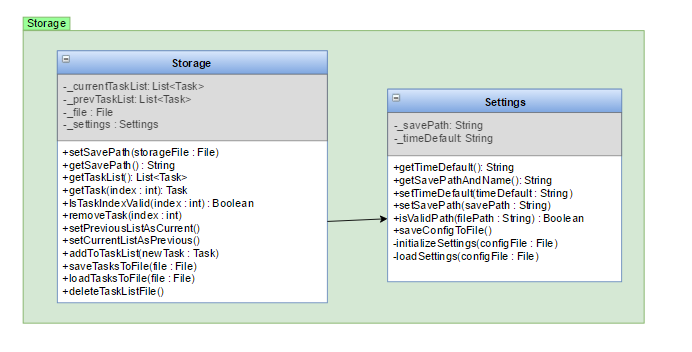 Storage
Storage
-_currentTaskList: List<Task>
-_prevTaskList: List<Task>
-_file : File
-_settings : Settings
+setSavePath(storageFile : File)
+getSavePath() : String
+getTaskList(): List<Task>
+getTask(index : int): Task
+IsTaskIndexValid(index : int) : Boolean
+removeTask(index : int)
+setPreviousListAsCurrent()
+setCurrentListAsPrevious()
+addToTaskList(newTask : Task)
+saveTasksToFile(file : File)
+loadTasksToFile(file : File)
+deleteTaskListFile()
Settings
-_savePath: String
-_timeDefault: String
+getTimeDefault(): String
+getSavePathAndName(): String
+setTimeDefault(timeDefault : String)
+setSavePath(savePath : String)
+isValidPath(filePath : String) : Boolean
+saveConfigToFile()
-initializeSettings(configFile : File)
-loadSettings(configFile : File)